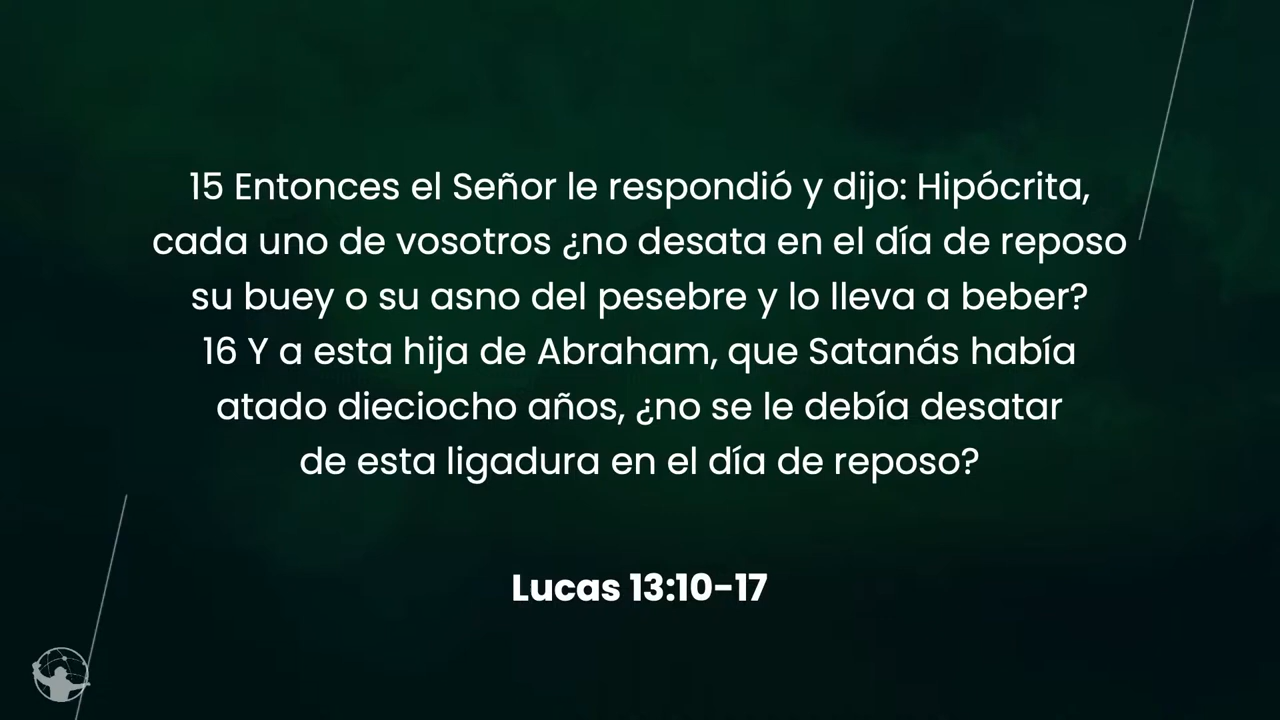 15 Entonces el Señor le respondió y dijo: Hipócrita,
cada uno de vosotros ¿no desata en el día de reposo
su buey o su asno del pesebre y lo lleva a beber?
16 Y a esta hija de Abraham, que Satanás había
atado dieciocho años, ¿no se le debía desatar
de esta ligadura en el día de reposo?
Lucas 13:10-17